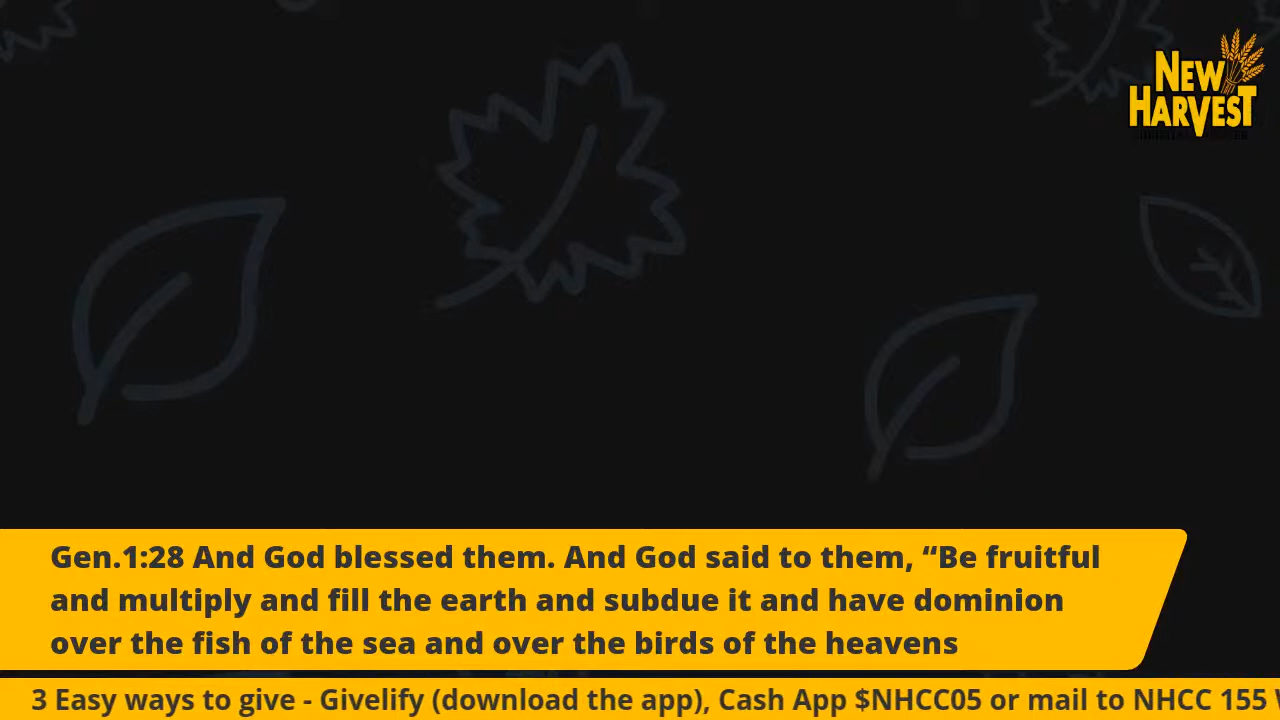 NEW
HARVEST
Gen.1:28 And God blessed them. And God said to them, “Be fruitful
and multiply and fill the earth and subdue it and have dominion
over the fish of the sea and over the birds of the heavens
3 Easy ways to give - Givelify (download the app), Cash App $NHCC05 or mail to NHCC 155